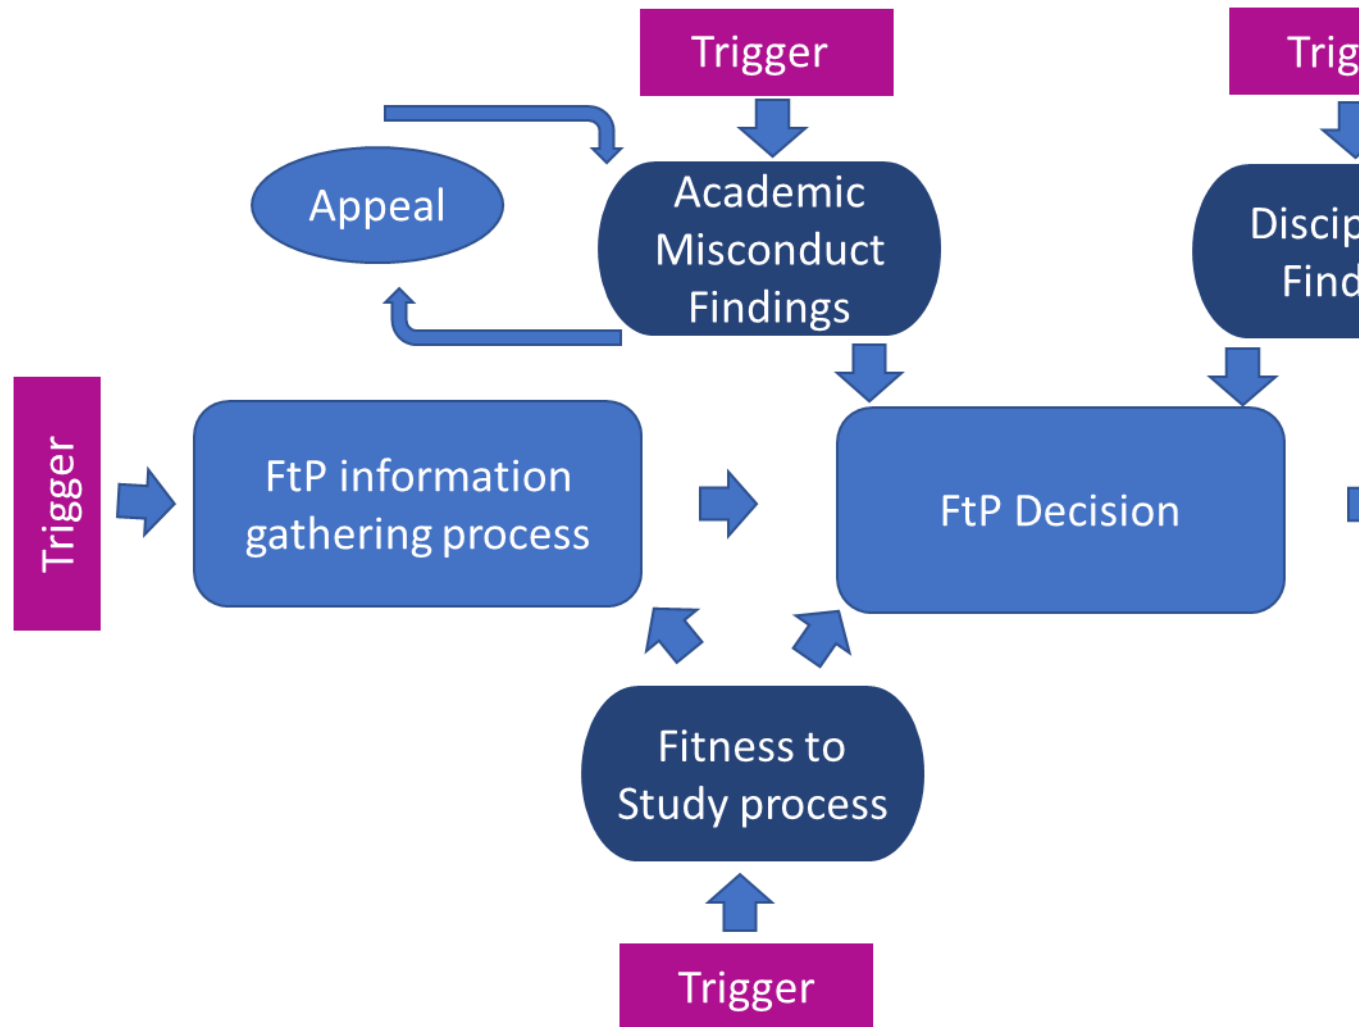 Trigger
Trig
Appeal
Academic
Misconduct
Findings
Discip
Find
Trigger
FtP information
gathering process
FtP Decision
Fitness to
Study process
Trigger